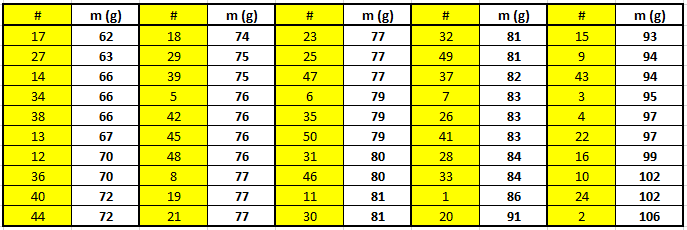 # m (g) # m (g) # m (g) # m (g) # m (g)
17 62 18 74 23 77 32 81 15 93
27 63 29 75 25 77 49 81 9 94
14 66 39 75 47 77 37 82 43 94
34 66 5 76 6 79 7 83 3 95
38 66 42 76 35 79 26 83 4 97
13 67 45 76 50 79 41 83 22 97
12 70 48 76 31 80 28 84 16 99
36 70 8 77 46 80 33 84 10 102
40 72 19 77 11 81 1 86 24 102
44 72 21 77 30 81 20 91 2 106